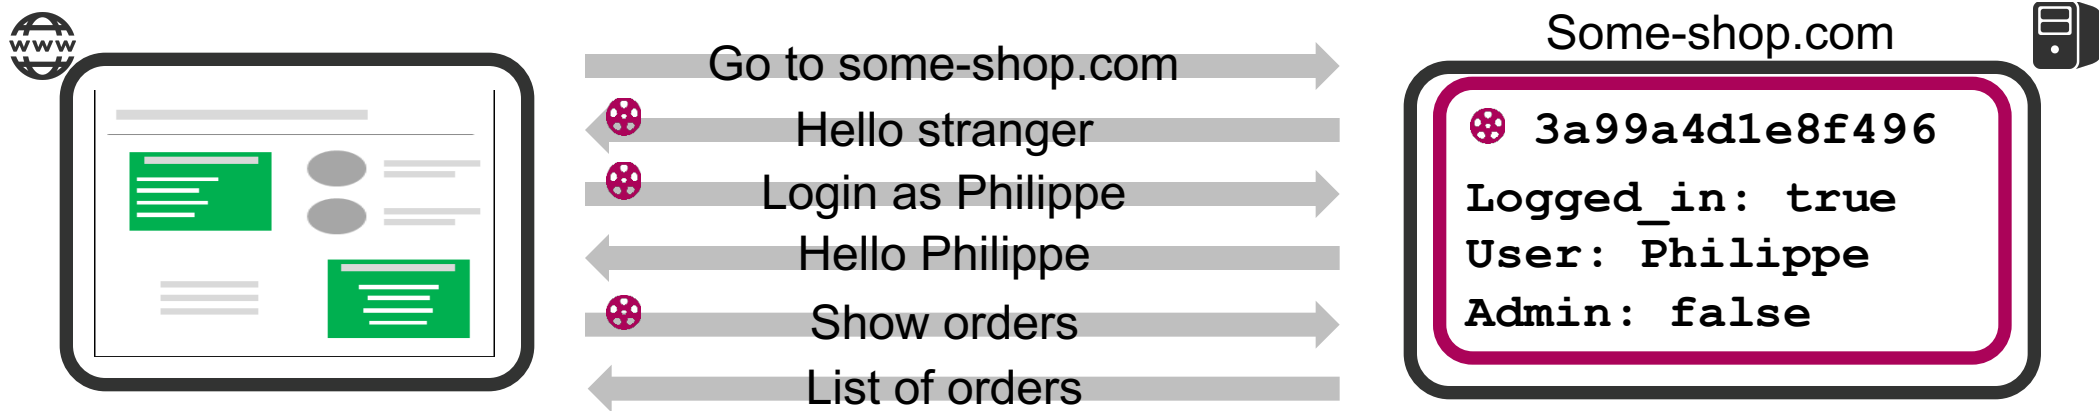 WWW
Go to some-shop.com
Hello stranger
Login as Philippe
Hello Philippe
Show orders
List of orders
Some-shop.com
3a99a4d1e8f496
Logged_in: true
User: Philippe
Admin: false